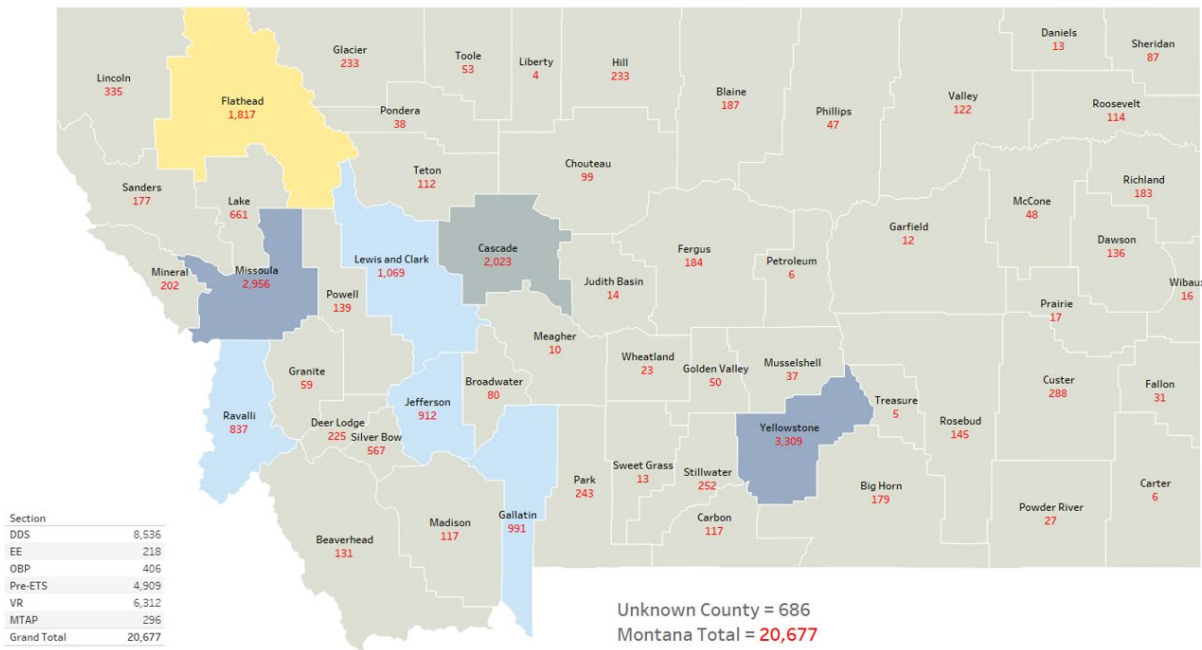 Daniels
13
Sheridan
87
Glacier
233
Toole
53
Liberty
4
Hill
233
Lincoln
335
Blaine
187
Valley
122
Flathead
1,817
Phillips
47
Roosevelt
114
Pondera
38
Teton
112
Chouteau
99
Richland
183
Sanders
177
Lake
661
McCone
48
Garfield
12
Dawson
136
Cascade
2,023
Fergus
184
Lewis and Clark
1,069
Petroleum
6
Mineral
202
Missoula
2,956
Judith Basin
14
Wibaux
16
Powell
139
Prairie
17
Meagher
10
Wheatland
23
Golden Valley
50
Musselshell
37
Granite
59
Broadwater
80
Custer
288
Fallon
31
Jefferson
912
Treasure
5
Ravalli
837
Deer Lodge
225
Rosebud
145
Yellowstone
3,309
Silver Bow
567
Sweet Grass
13
Stillwater
252
Park
243
Big Horn
179
Carter
6
Gallatin
991
Carbon
117
Powder River
27
Madison
117
Beaverhead
131
Section
DDS 8,536
EE 218
OBP 406
Pre-ETS 4,909
VR 6,312
MTAP 296
Grand Total 20,677
Unknown County = 686
Montana Total = 20,677